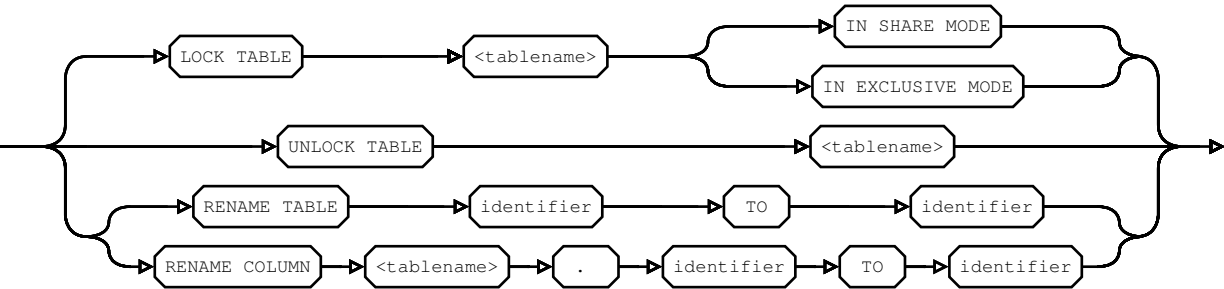 IN SHARE MODE
LOCK TABLE <tablename>
IN EXCLUSIVE MODE
UNLOCK TABLE <tablename>
RENAME TABLE identifier TO identifier
RENAME COLUMN <tablename> . identifier TO identifier